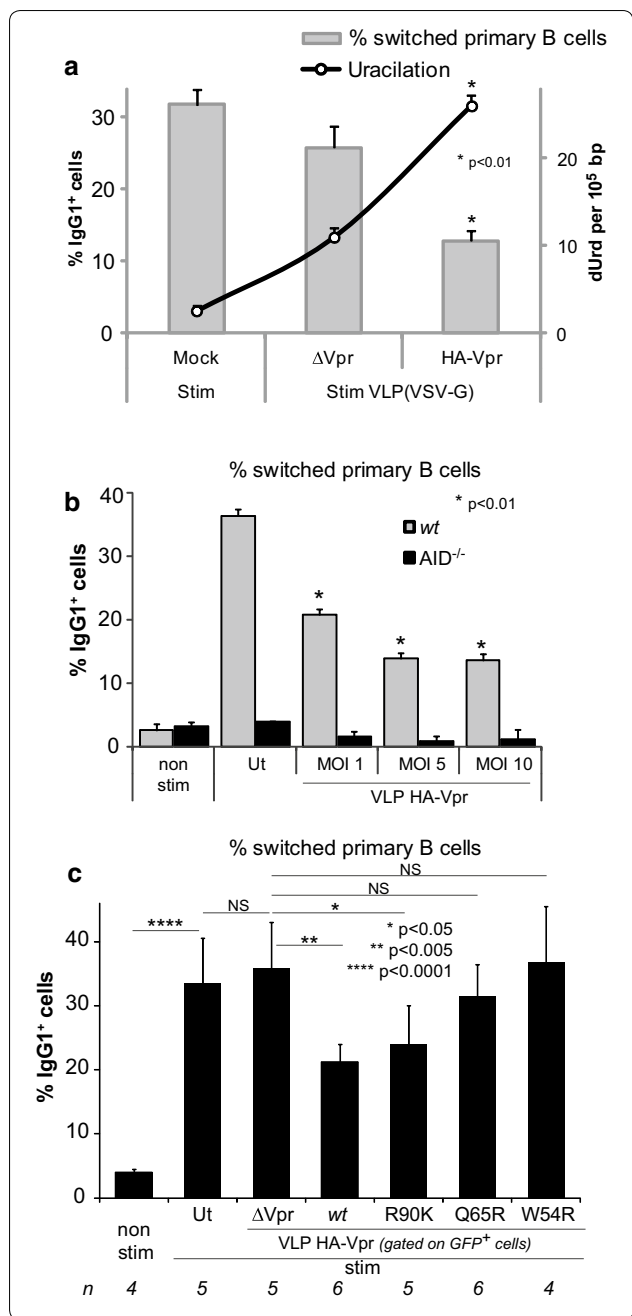 a
% switched primary B cells
Uracilation
% IgG1⁺ cells
30
20
10
0
*
* p<0.01
*
20
10
0
dUrd per 10⁵ bp
Mock
ΔVpr
HA-Vpr
Stim
Stim VLP(VSV-G)
b
% switched primary B cells
* p<0.01
wt
AID⁻/⁻
% IgG1⁺ cells
40
30
20
10
0
*
*
*
non stim
Ut
MOI 1
MOI 5
MOI 10
VLP HA-Vpr
% switched primary B cells
c
NS
NS
NS
*
****
**
* p<0.05
** p<0.005
**** p<0.0001
% IgG1⁺ cells
40
30
20
10
0
non stim
Ut
ΔVpr
wt
R90K
Q65R
W54R
VLP HA-Vpr (gated on GFP⁺ cells)
stim
n 4 5 5 6 5 6 4